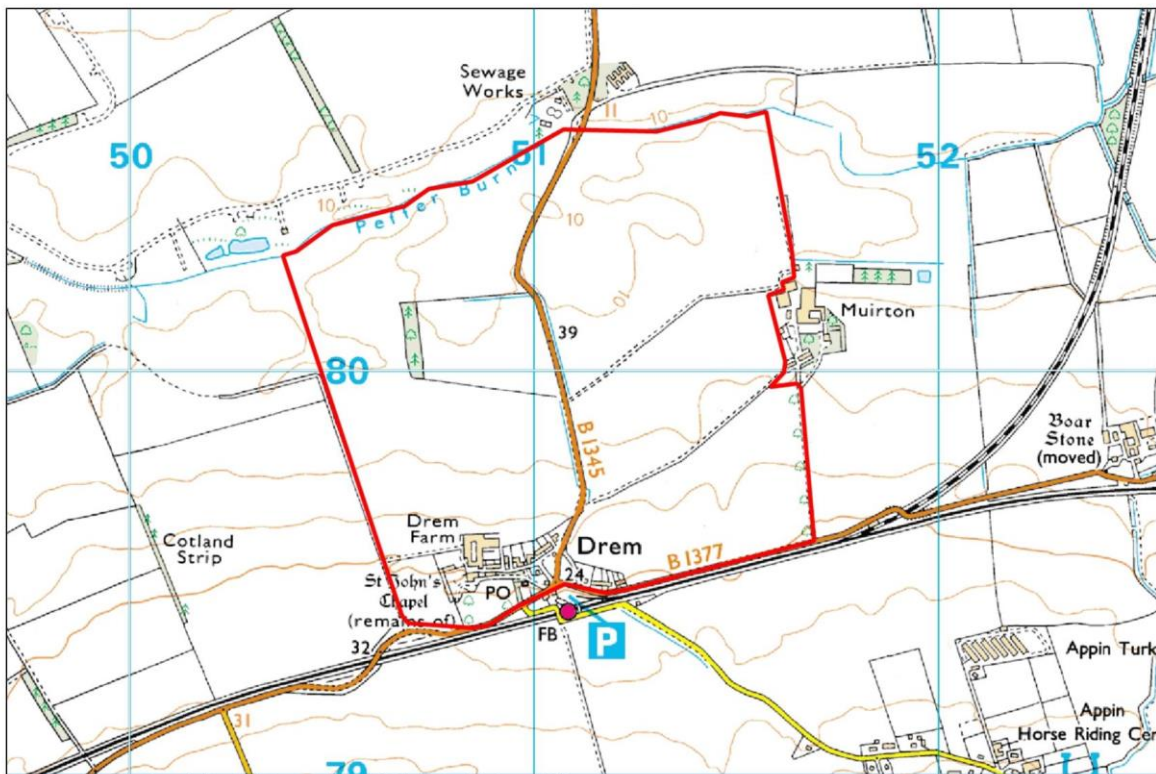 Sewage
Works
11
10
50
51
52
Peffer Burn
10
10
10
39
Muirton
80
B 1345
Boar
Stone
(moved)
Drem
Farm
Drem
Cotland
Strip
B 1377
St John's
Chapel
(remains of)
PO
24
FB
P
32
31
Appin Turk
Appin
Horse Riding Cen
79